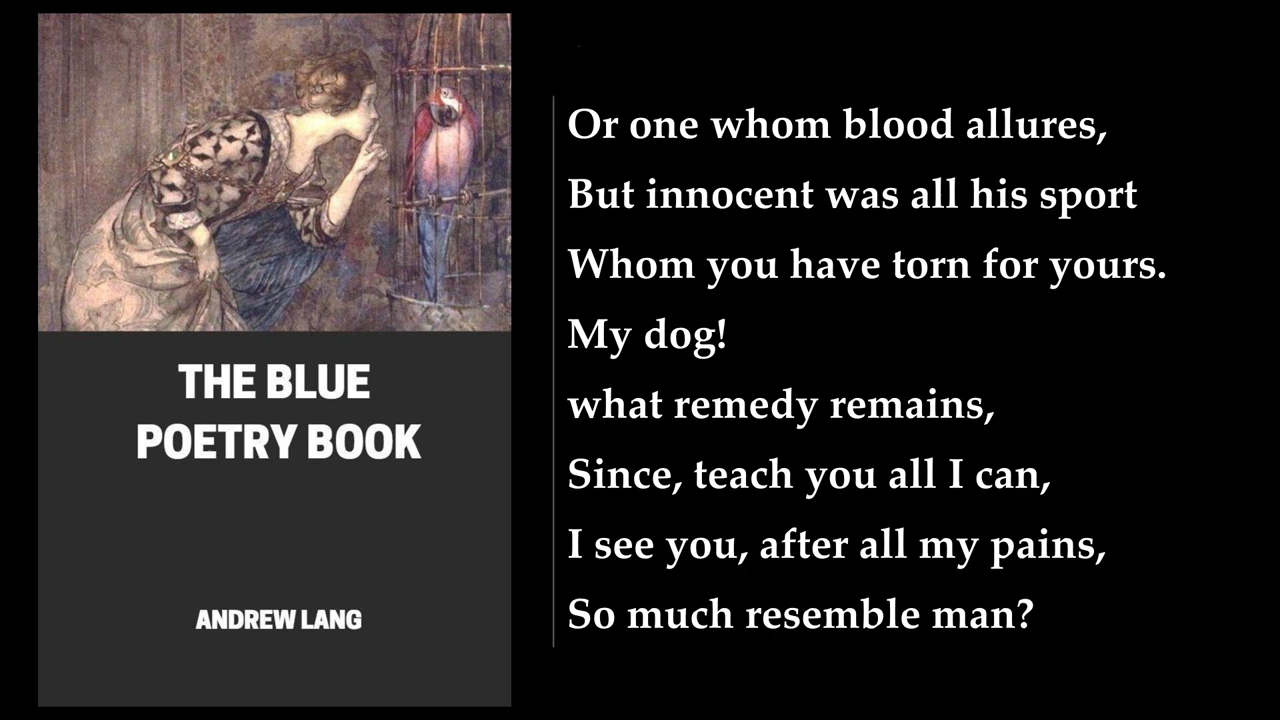 THE BLUE
POETRY BOOK
ANDREW LANG
Or one whom blood allures,
But innocent was all his sport
Whom you have torn for yours.
My dog!
what remedy remains,
Since, teach you all I can,
I see you, after all my pains,
So much resemble man?